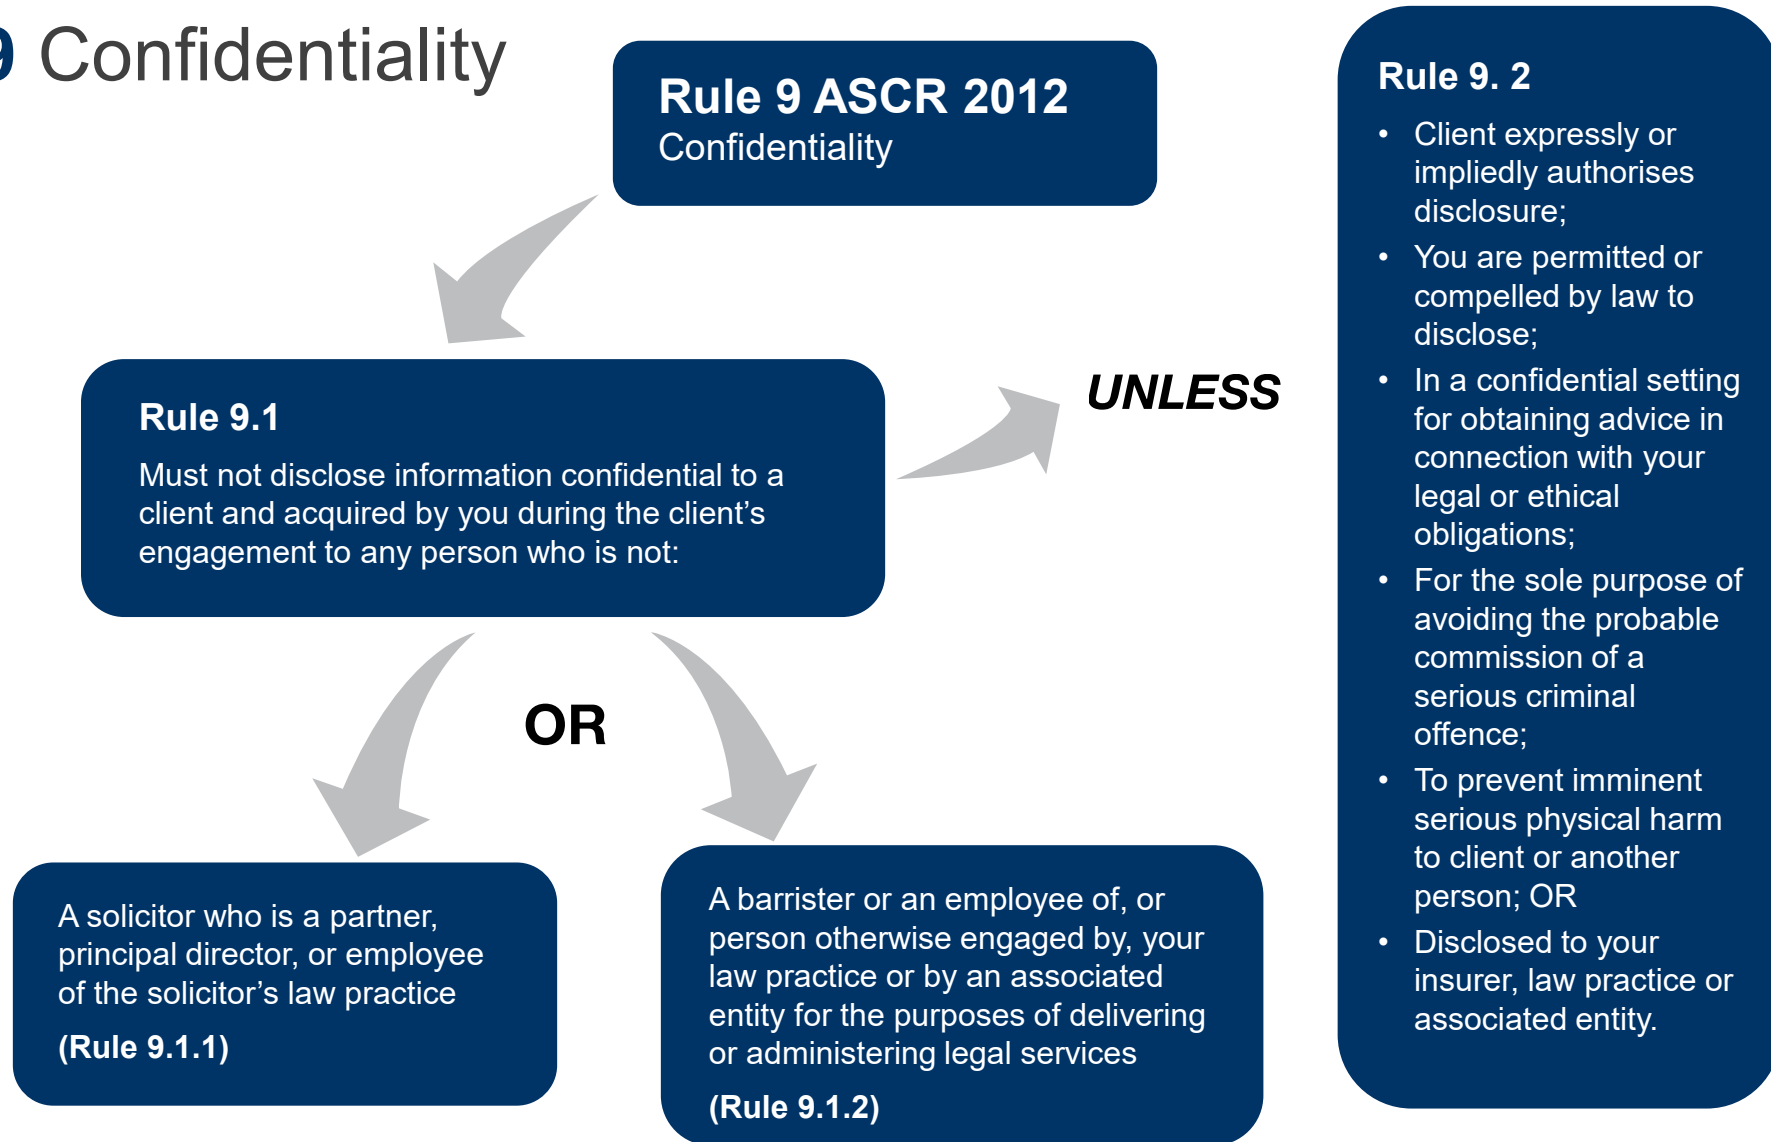 9 Confidentiality
Rule 9 ASCR 2012
Confidentiality
Rule 9.1
Must not disclose information confidential to a
client and acquired by you during the client's
engagement to any person who is not:
UNLESS
OR
A solicitor who is a partner,
principal director, or employee
of the solicitor's law practice
(Rule 9.1.1)
A barrister or an employee of, or
person otherwise engaged by, your
law practice or by an associated
entity for the purposes of delivering
or administering legal services
(Rule 9.1.2)
Rule 9. 2
• Client expressly or
impliedly authorises
disclosure;
• You are permitted or
compelled by law to
disclose;
• In a confidential setting
for obtaining advice in
connection with your
legal or ethical
obligations;
• For the sole purpose of
avoiding the probable
commission of a
serious criminal
offence;
• To prevent imminent
serious physical harm
to client or another
person; OR
• Disclosed to your
insurer, law practice or
associated entity.